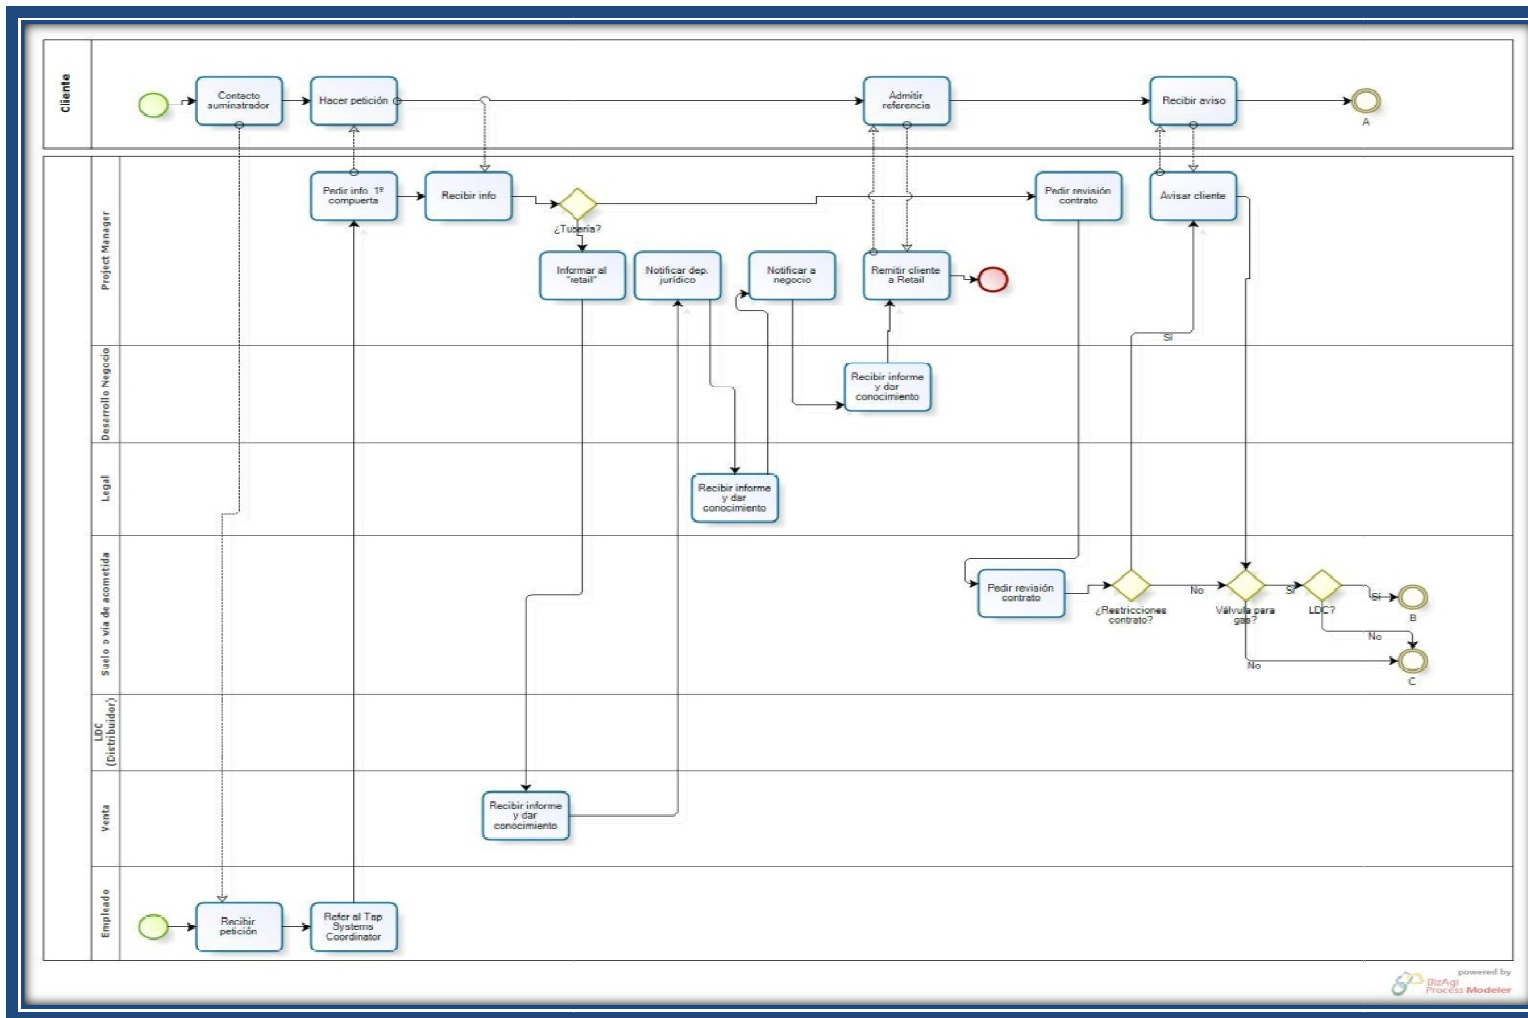 Cliente
Contacto
suministrador
Hacer petición
Admitir
referencia
Recibir aviso
A
Project Manager
Pedir info. 1ª
compuerta
Recibir info
¿Tubería?
Pedir revisión
contrato
Avisar cliente
Informar al
"retail"
Notificar dep.
jurídico
Notificar a
negocio
Remitir cliente
a Retail
Sí
Desarrollo Negocio
Recibir informe
y dar
conocimiento
Legal
Recibir informe
y dar
conocimiento
Suelo o vía de acometida
Pedir revisión
contrato
¿Restricciones
contrato?
No
Válvula para
gas?
Sí
LDC?
Sí
B
No
No
C
LDC
(Distribuidor)
Venta
Recibir informe
y dar
conocimiento
Empleado
Recibir
petición
Refer al Tap
Systems
Coordinator
powered by
BizAgi
Process Modeler